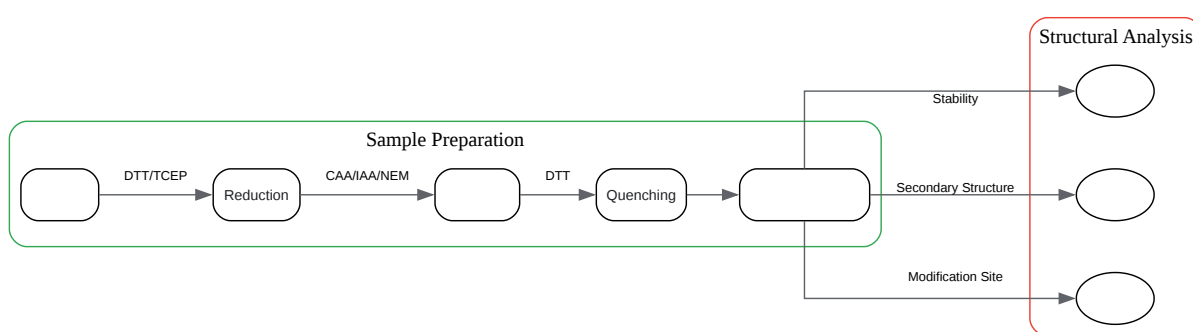 Structural Analysis
Stability
Sample Preparation
DTT/TCEP
Reduction
CAA/IAA/NEM
DTT
Quenching
Secondary Structure
Modification Site